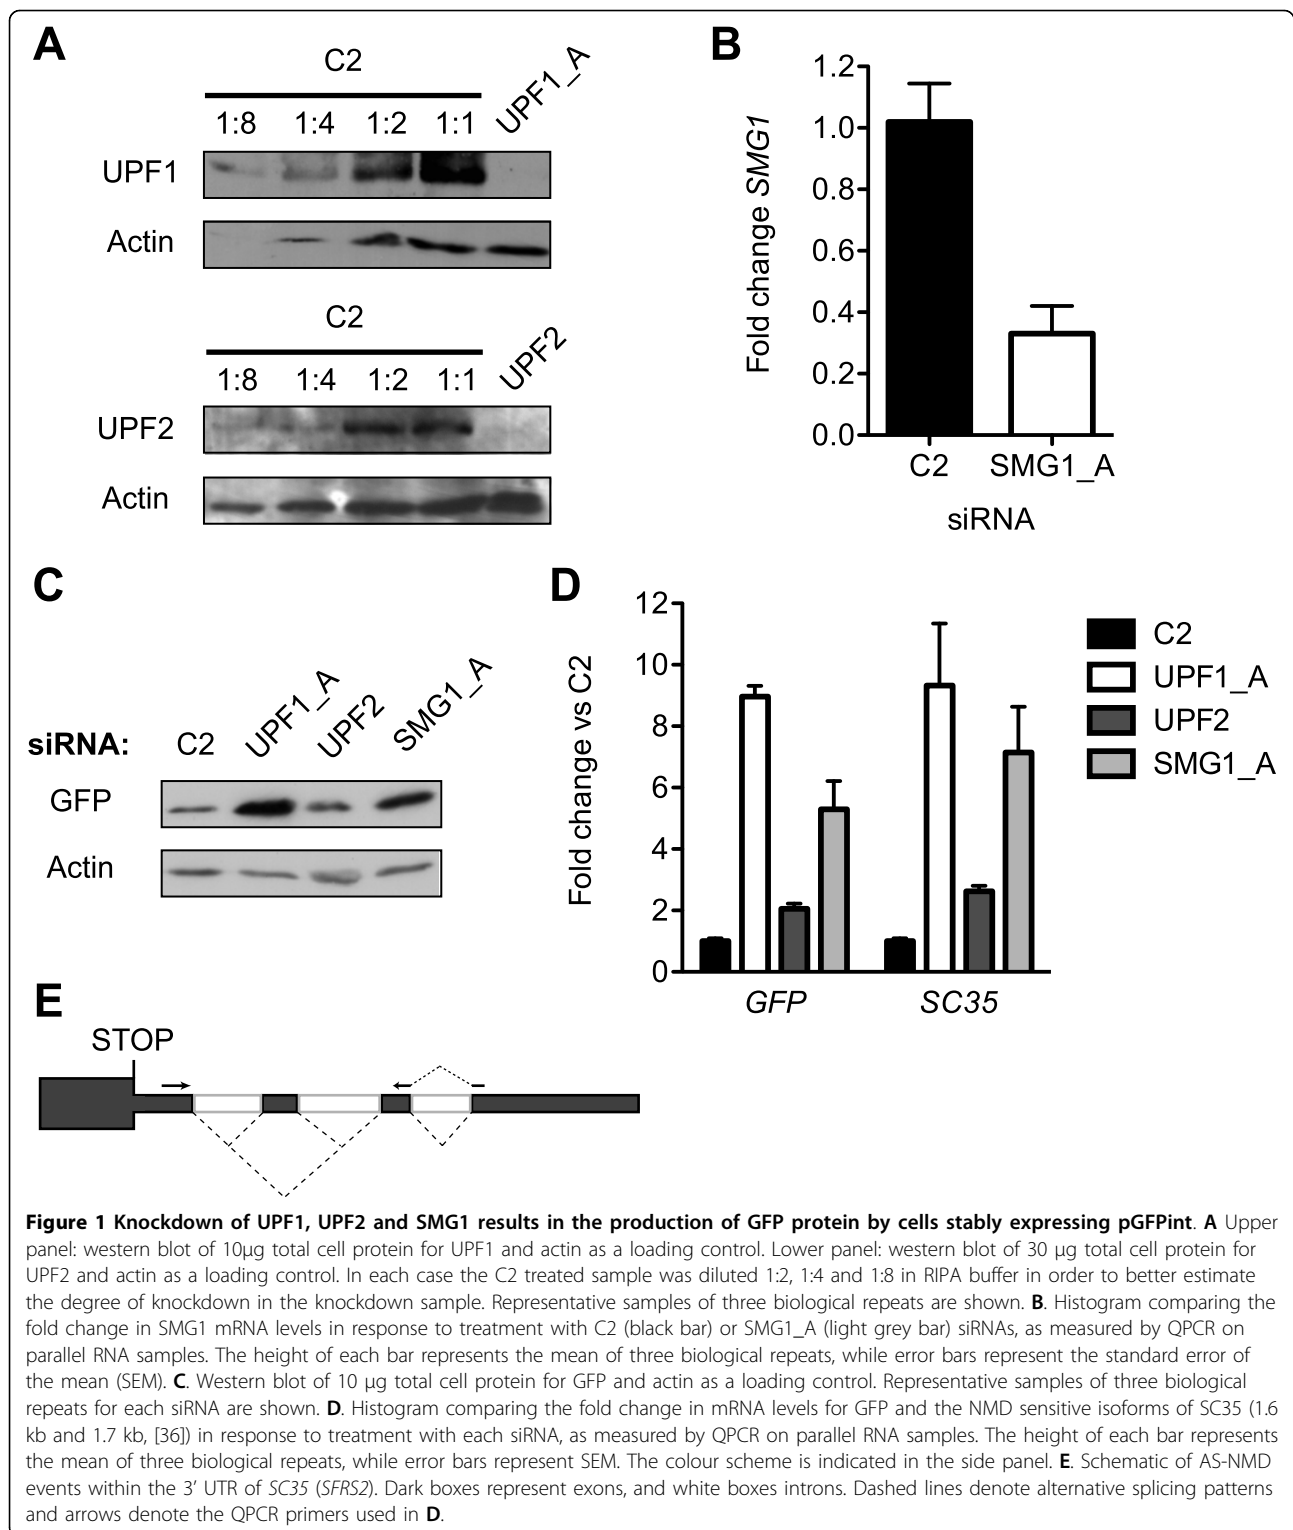 A
C2
1:8 1:4 1:2 1:1 UPF1_A
UPF1
Actin
C2
1:8 1:4 1:2 1:1 UPF2
UPF2
Actin
B
Fold change SMG1
1.2
1.0
0.8
0.6
0.4
0.2
0.0
C2 SMG1_A
siRNA
C
siRNA: C2 UPF1_A UPF2 SMG1_A
GFP
Actin
D
Fold change vs C2
12
10
8
6
4
2
0
GFP SC35
C2
UPF1_A
UPF2
SMG1_A
E
STOP
Figure 1 Knockdown of UPF1, UPF2 and SMG1 results in the production of GFP protein by cells stably expressing pGFPint. A Upper
panel: western blot of 10μg total cell protein for UPF1 and actin as a loading control. Lower panel: western blot of 30 μg total cell protein for
UPF2 and actin as a loading control. In each case the C2 treated sample was diluted 1:2, 1:4 and 1:8 in RIPA buffer in order to better estimate
the degree of knockdown in the knockdown sample. Representative samples of three biological repeats are shown. B. Histogram comparing the
fold change in SMG1 mRNA levels in response to treatment with C2 (black bar) or SMG1_A (light grey bar) siRNAs, as measured by QPCR on
parallel RNA samples. The height of each bar represents the mean of three biological repeats, while error bars represent the standard error of
the mean (SEM). C. Western blot of 10 μg total cell protein for GFP and actin as a loading control. Representative samples of three biological
repeats for each siRNA are shown. D. Histogram comparing the fold change in mRNA levels for GFP and the NMD sensitive isoforms of SC35 (1.6
kb and 1.7 kb, [36]) in response to treatment with each siRNA, as measured by QPCR on parallel RNA samples. The height of each bar represents
the mean of three biological repeats, while error bars represent SEM. The colour scheme is indicated in the side panel. E. Schematic of AS-NMD
events within the 3′ UTR of SC35 (SFRS2). Dark boxes represent exons, and white boxes introns. Dashed lines denote alternative splicing patterns
and arrows denote the QPCR primers used in D.